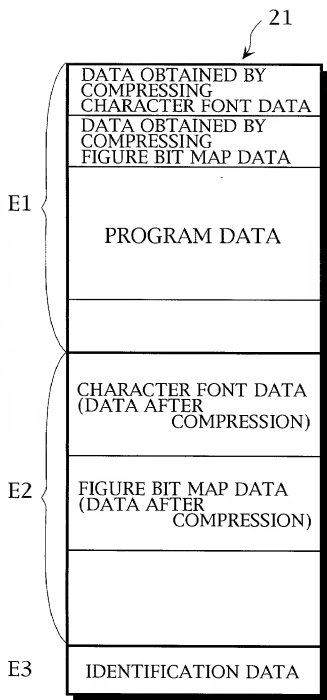 21
DATA OBTAINED BY
COMPRESSING
CHARACTER FONT DATA
DATA OBTAINED BY
COMPRESSING
FIGURE BIT MAP DATA
E1
PROGRAM DATA
CHARACTER FONT DATA
(DATA AFTER
COMPRESSION)
E2
FIGURE BIT MAP DATA
(DATA AFTER
COMPRESSION)
E3
IDENTIFICATION DATA